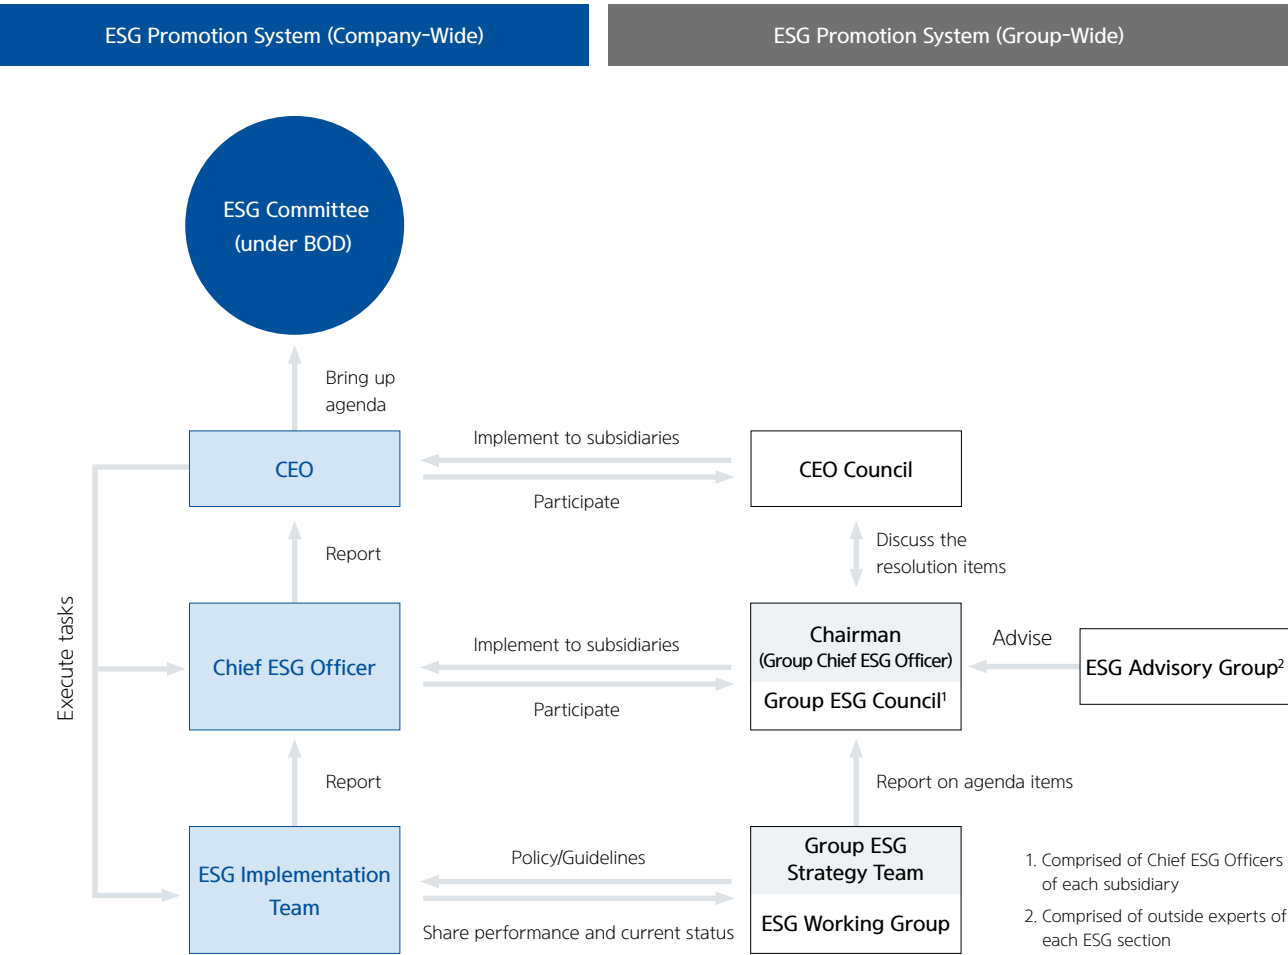 ESG Promotion System (Company-Wide)
ESG Promotion System (Group-Wide)
ESG Committee
(under BOD)
Bring up
agenda
CEO
Implement to subsidiaries
Participate
CEO Council
Report
Discuss the
resolution items
Execute tasks
Chief ESG Officer
Implement to subsidiaries
Participate
Chairman
(Group Chief ESG Officer)
Group ESG Council¹
Advise
ESG Advisory Group²
Report
Report on agenda items
ESG Implementation
Team
Policy/Guidelines
Share performance and current status
Group ESG
Strategy Team
ESG Working Group
1. Comprised of Chief ESG Officers
of each subsidiary
2. Comprised of outside experts of
each ESG section